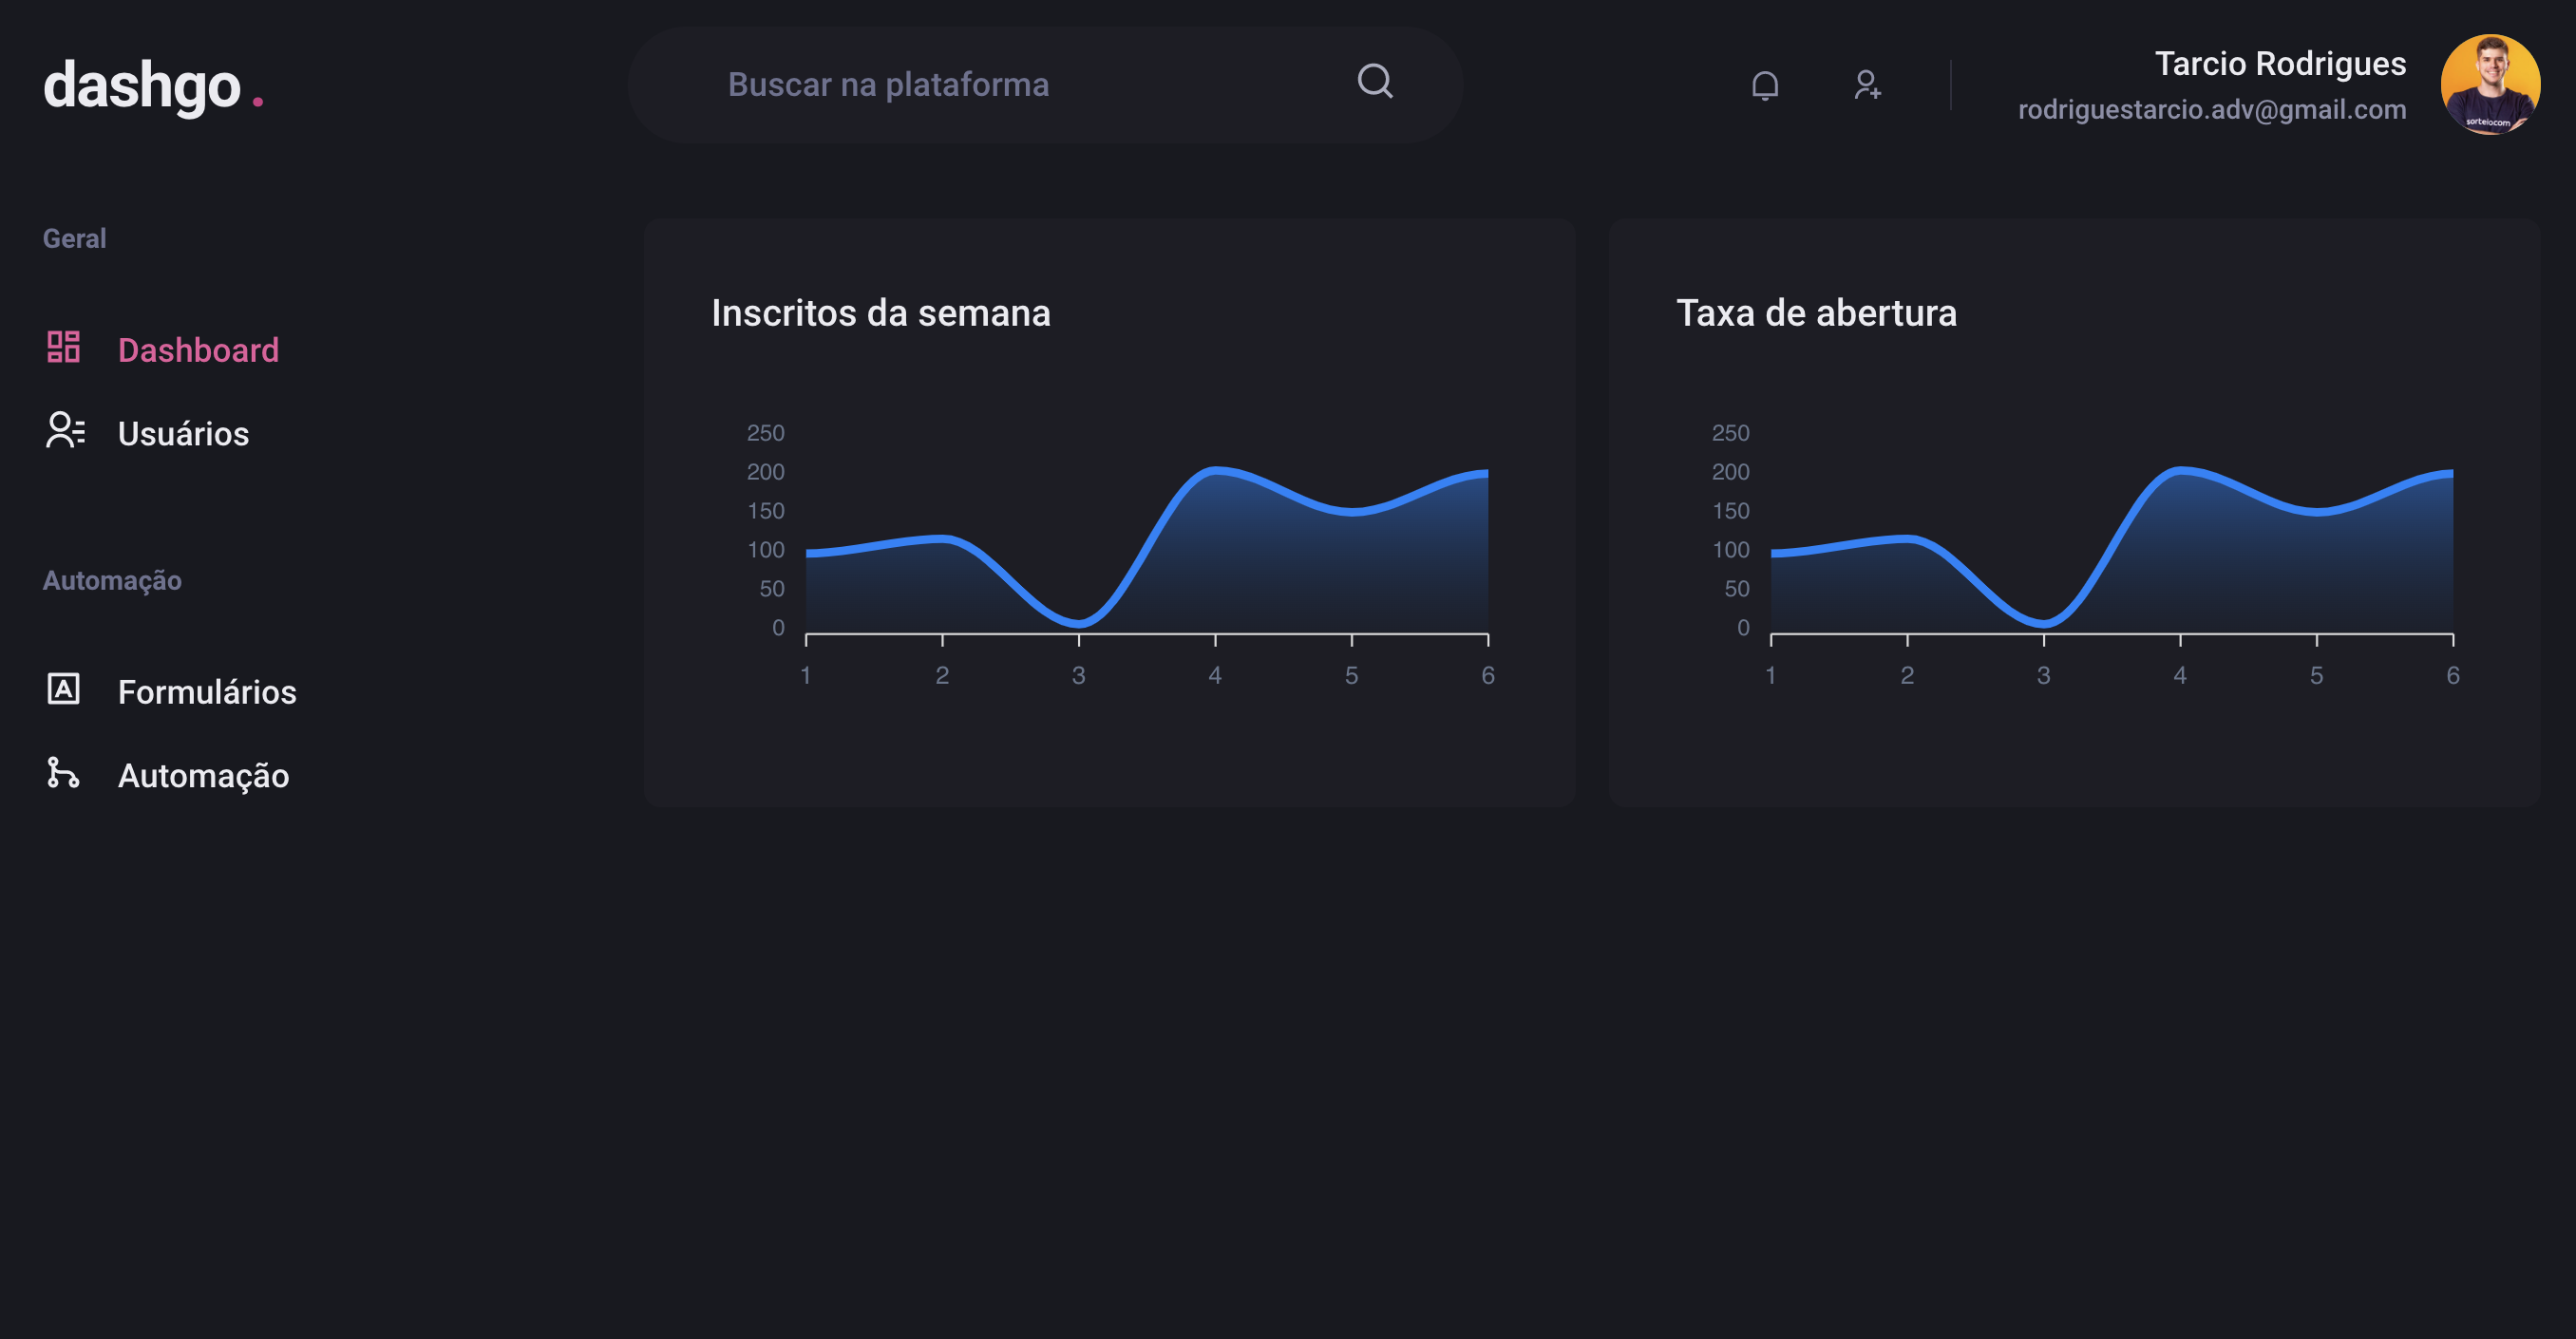 dashgo.
Buscar na plataforma
Tarcio Rodrigues
rodriguestarcio.adv@gmail.com
sorteiocom
Geral
Dashboard
Usuários
Automação
Formulários
Automação
Inscritos da semana
250
200
150
100
50
0
1 2 3 4 5 6
Taxa de abertura
250
200
150
100
50
0
1 2 3 4 5 6